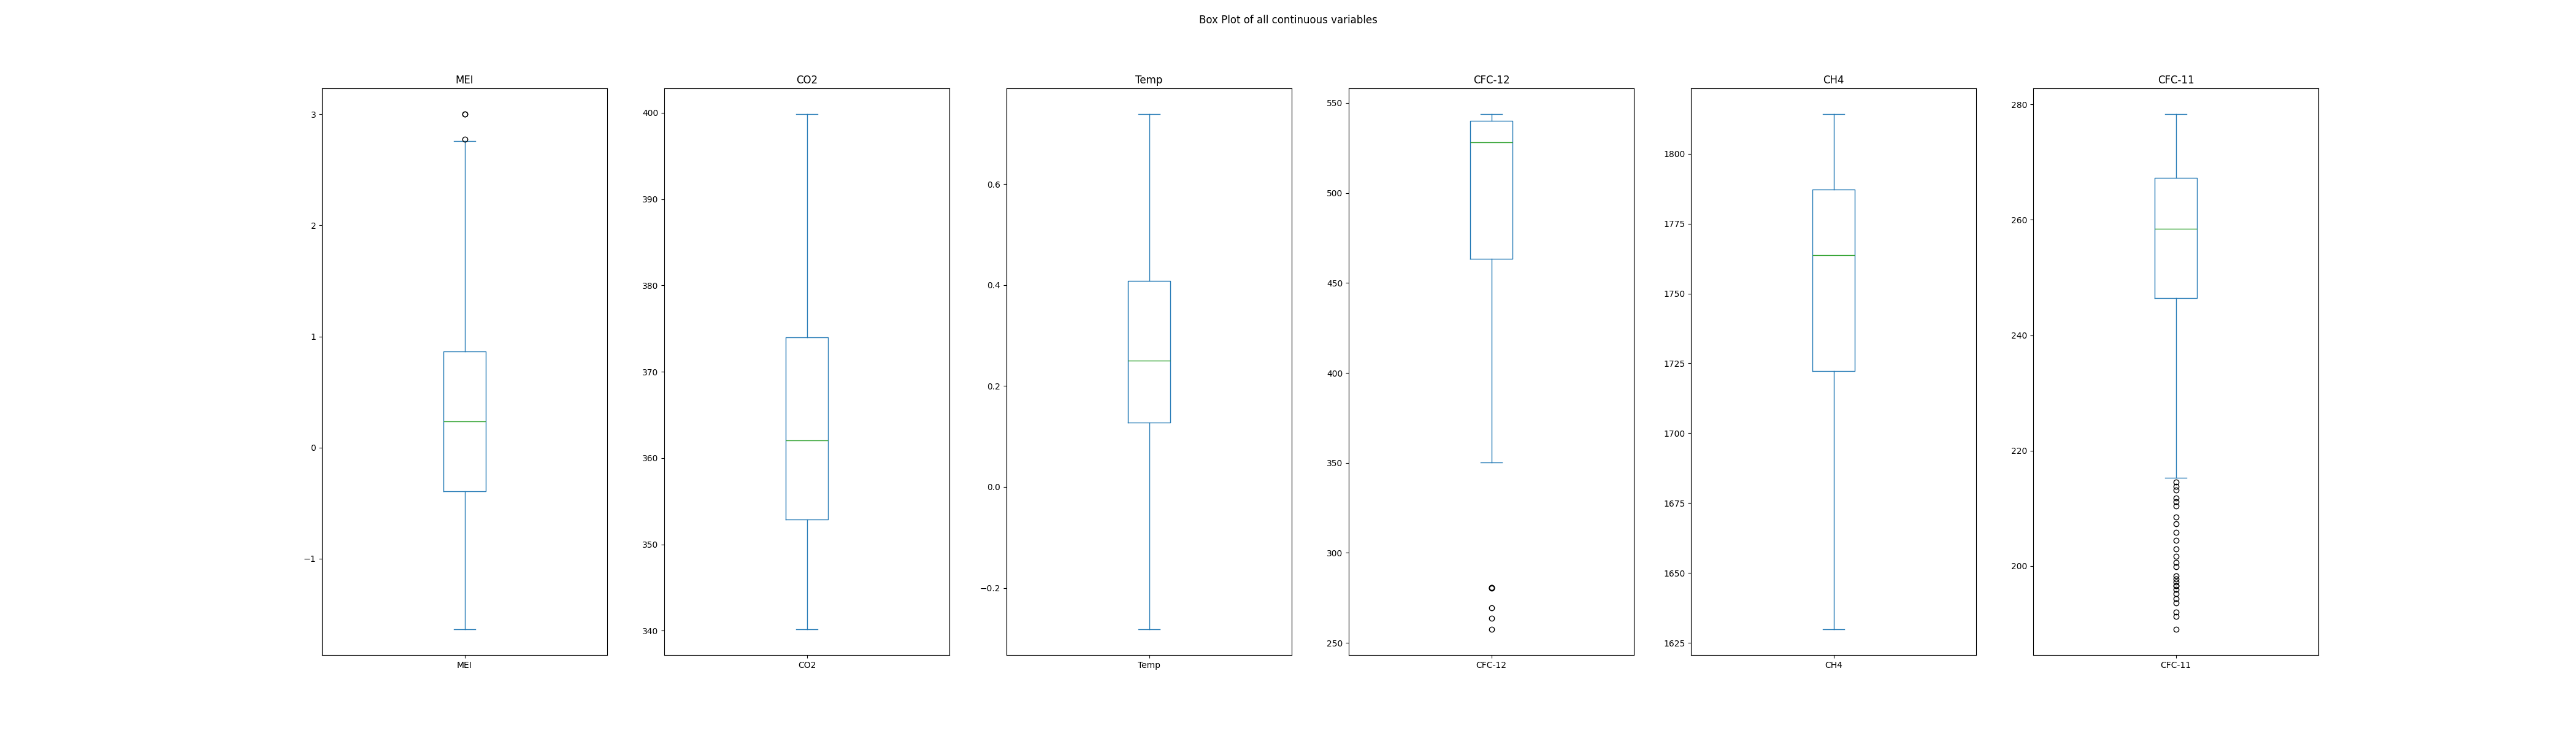 Box Plot of all continuous variables
MEI
3
2
1
0
−1
MEI
CO2
400
390
380
370
360
350
340
CO2
Temp
0.6
0.4
0.2
0.0
−0.2
Temp
CFC-12
550
500
450
400
350
300
250
CFC-12
CH4
1800
1775
1750
1725
1700
1675
1650
1625
CH4
CFC-11
280
260
240
220
200
CFC-11